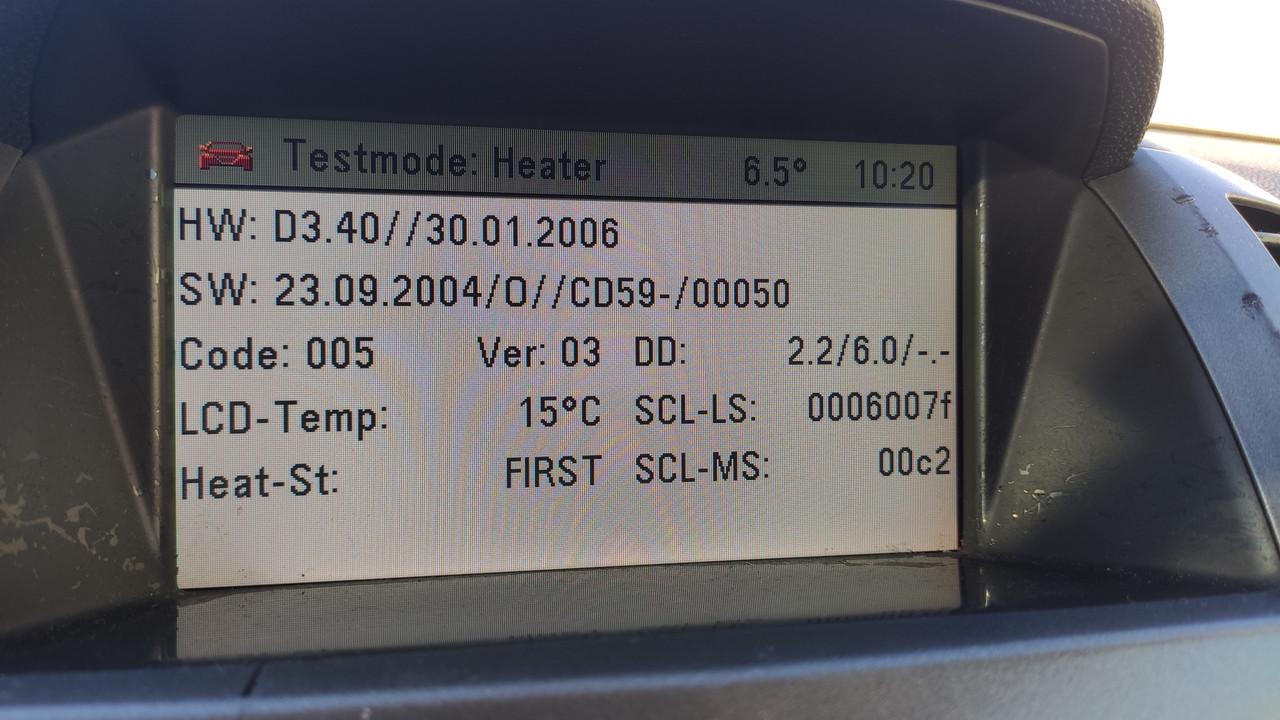 Testmode: Heater 6.5° 10:20
HW: D3.40//30.01.2006
SW: 23.09.2004/O//CD59-/00050
Code: 005 Ver: 03 DD: 2.2/6.0/-.-
LCD-Temp: 15°C SCL-LS: 0006007f
Heat-St: FIRST SCL-MS: 00c2